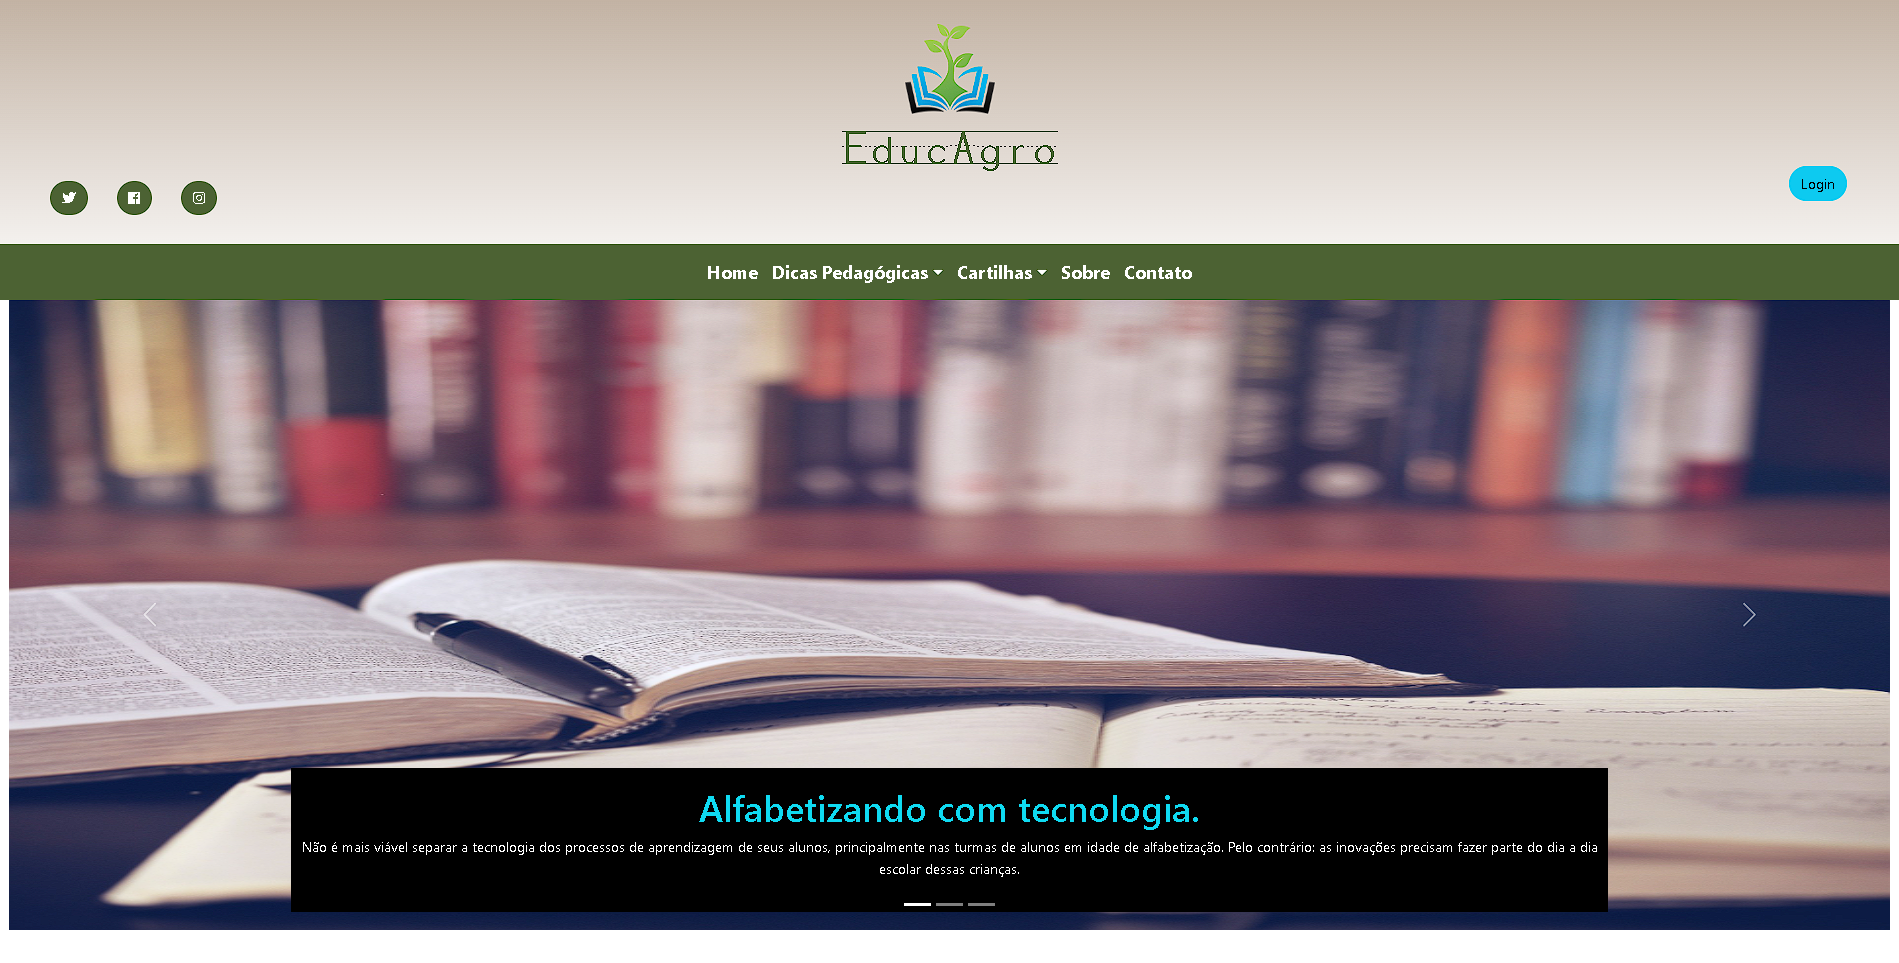 EducAgro
Login
Home Dicas Pedagógicas Cartilhas Sobre Contato
Alfabetizando com tecnologia.
Não é mais viável separar a tecnologia dos processos de aprendizagem de seus alunos, principalmente nas turmas de alunos em idade de alfabetização. Pelo contrário: as inovações precisam fazer parte do dia a dia
escolar dessas crianças.